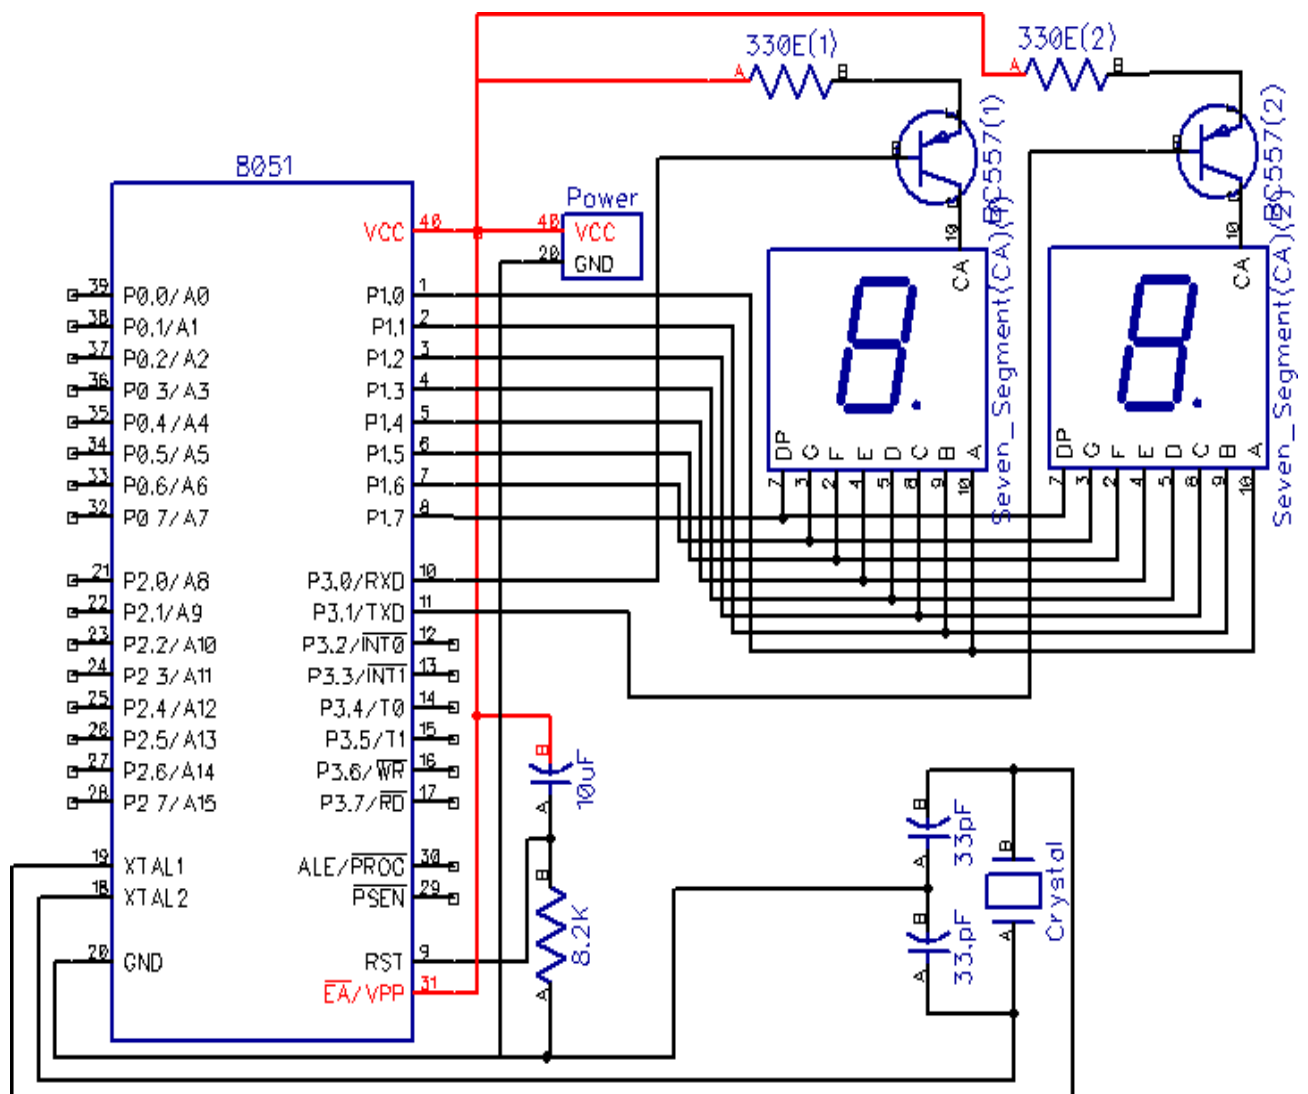 330E(1)
330E(2)
A
B
A
B
E
B
C
BC557(1)
E
B
C
BC557(2)
8051
Power
VCC 40
40 VCC
20 GND
10
CA
Seven_Segment(CA)(1)
10
CA
Seven_Segment(CA)(2)
39 P0.0/A0
P1.0 1
38 P0.1/A1
P1.1 2
37 P0.2/A2
P1.2 3
36 P0.3/A3
P1.3 4
35 P0.4/A4
P1.4 5
34 P0.5/A5
P1.5 6
33 P0.6/A6
P1.6 7
32 P0.7/A7
P1.7 8
DP G F E D C B A
7 3 2 4 5 8 9 10
DP G F E D C B A
7 3 2 4 5 8 9 10
21 P2.0/A8
P3.0/RXD 10
22 P2.1/A9
P3.1/TXD 11
23 P2.2/A10
P3.2/INT0 12
24 P2.3/A11
P3.3/INT1 13
25 P2.4/A12
P3.4/T0 14
26 P2.5/A13
P3.5/T1 15
27 P2.6/A14
P3.6/WR 16
28 P2.7/A15
P3.7/RD 17
B
10uF
A
19 XTAL1
ALE/PROG 30
18 XTAL2
PSEN 29
20 GND
RST 9
EA/VPP 31
B
8.2K
A
B
33pF
A
B
33.pF
A
B
Crystal
A